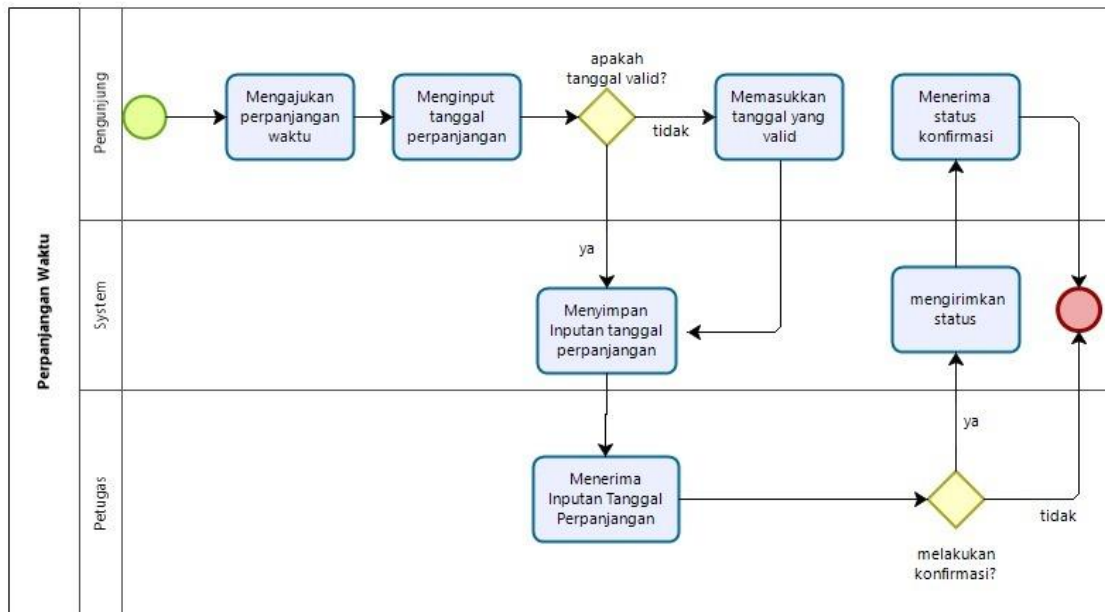 Perpanjangan Waktu
Pengunjung
Mengajukan
perpanjangan
waktu
Menginput
tanggal
perpanjangan
apakah
tanggal valid?
tidak
Memasukkan
tanggal yang
valid
Menerima
status
konfirmasi
System
ya
Menyimpan
Inputan tanggal
perpanjangan
mengirimkan
status
Petugas
Menerima
Inputan Tanggal
Perpanjangan
ya
tidak
melakukan
konfirmasi?